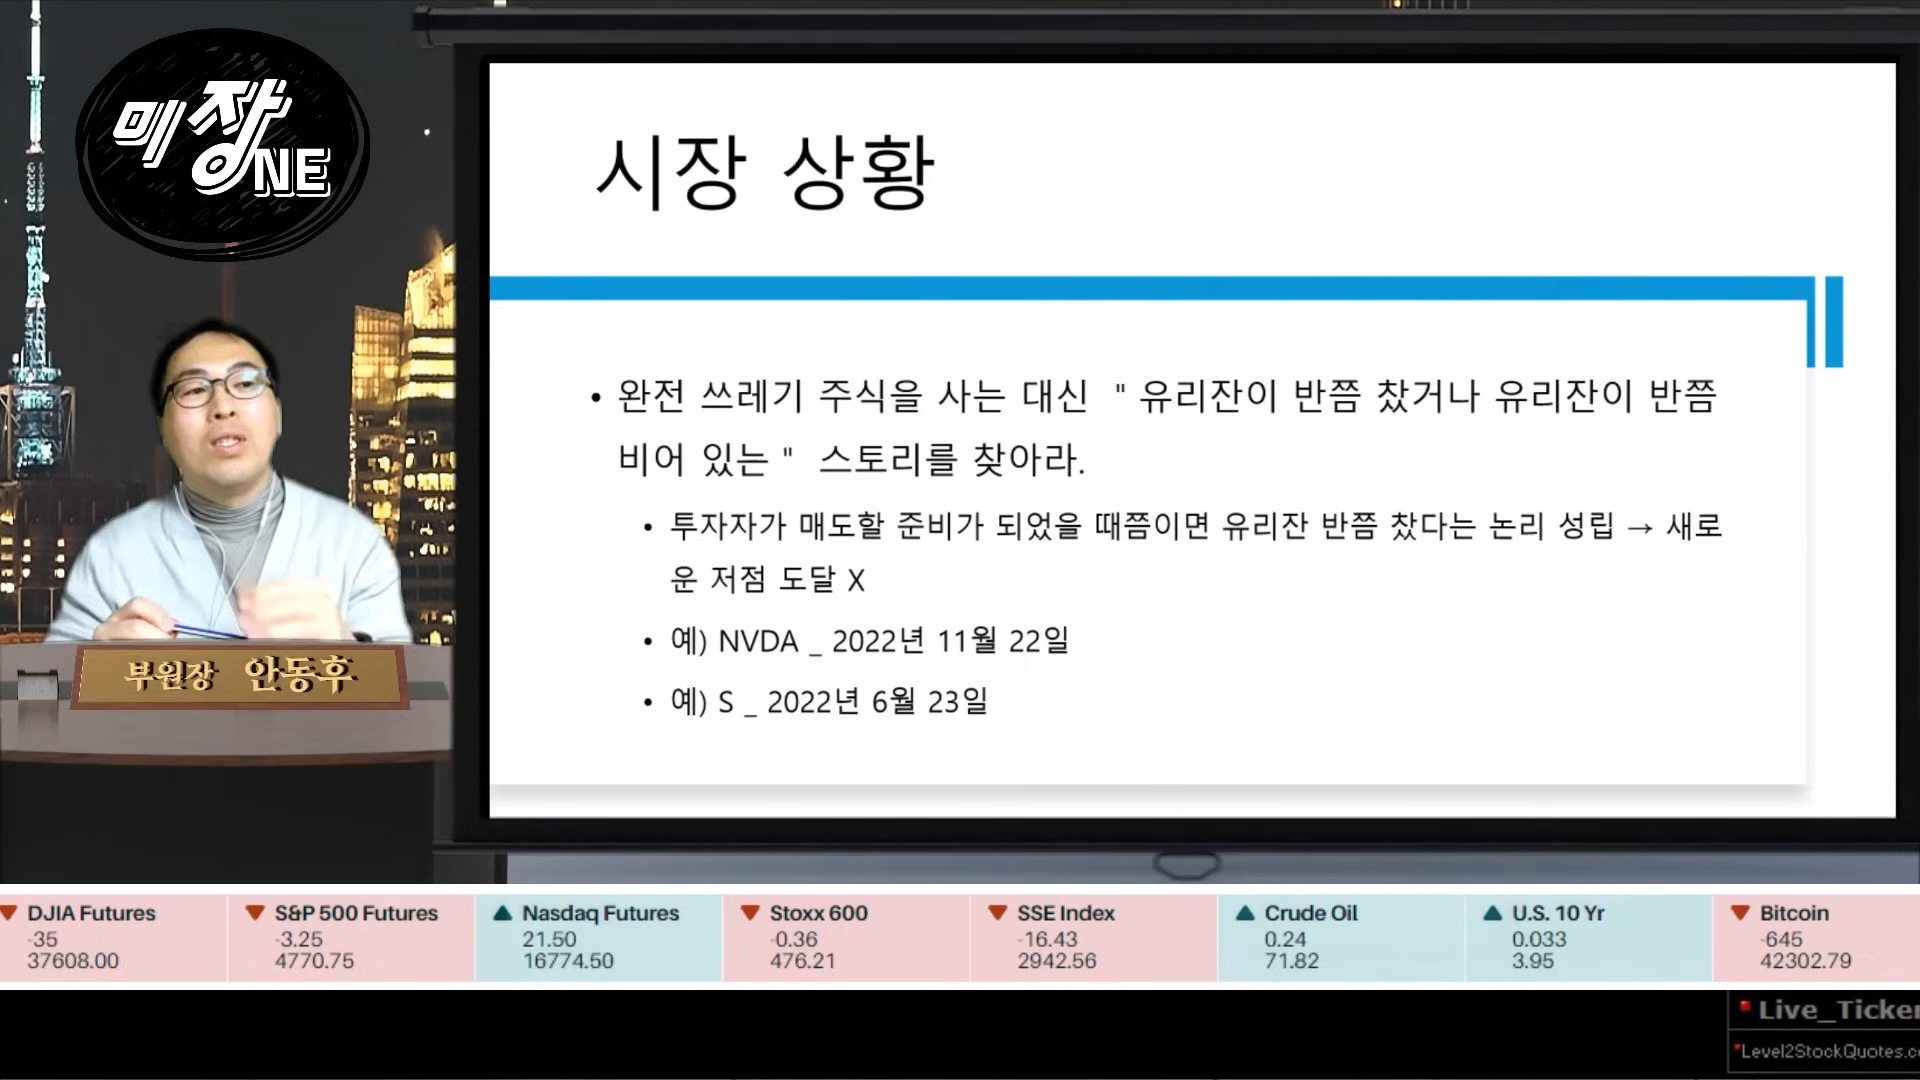 미장
ONE
시장 상황
• 완전 쓰레기 주식을 사는 대신 " 유리잔이 반쯤 찼거나 유리잔이 반쯤
비어 있는 " 스토리를 찾아라.
• 투자자가 매도할 준비가 되었을 때쯤이면 유리잔 반쯤 찼다는 논리 성립 → 새로
운 저점 도달 X
• 예) NVDA _ 2022년 11월 22일
• 예) S _ 2022년 6월 23일
부원장 안동후
▼ DJIA Futures
-35
37608.00
▼ S&P 500 Futures
-3.25
4770.75
▲ Nasdaq Futures
21.50
16774.50
▼ Stoxx 600
-0.36
476.21
▼ SSE Index
-16.43
2942.56
▲ Crude Oil
0.24
71.82
▲ U.S. 10 Yr
0.033
3.95
▼ Bitcoin
-645
42302.79
Live_Ticker
*Level2StockQuotes.co